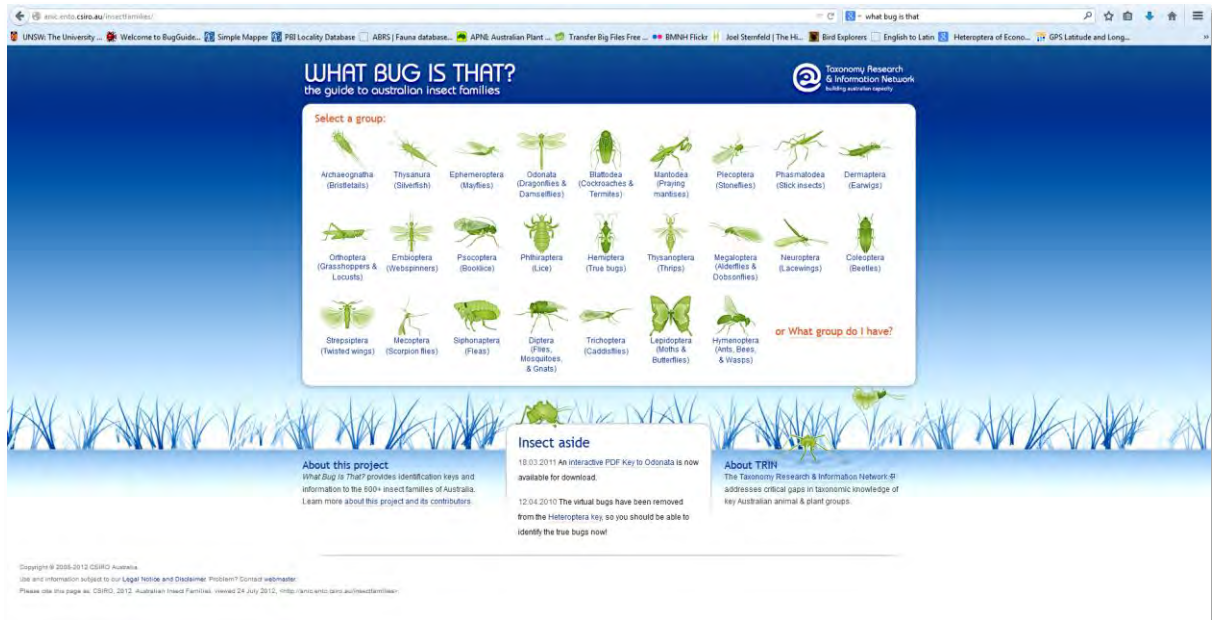 anic.ento.csiro.au/insectfamilies/
what bug is that
UNSW: The University ... Welcome to BugGuide... Simple Mapper PBI Locality Database ABRS | Fauna database... APNI: Australian Plant ... Transfer Big Files Free ... BMNH Flickr Joel Sternfeld | The Hi... Bird Explorers English to Latin Heteroptera of Econo... GPS Latitude and Long...
WHAT BUG IS THAT?
the guide to australian insect families
Taxonomy Research
& Information Network
building australian capacity
Select a group:
Archaeognatha
(Bristletails)
Thysanura
(Silverfish)
Ephemeroptera
(Mayflies)
Odonata
(Dragonflies &
Damselflies)
Blattodea
(Cockroaches &
Termites)
Mantodea
(Praying
mantises)
Plecoptera
(Stoneflies)
Phasmatodea
(Stick insects)
Dermaptera
(Earwigs)
Orthoptera
(Grasshoppers &
Locusts)
Embioptera
(Webspinners)
Psocoptera
(Booklice)
Phthiraptera
(Lice)
Hemiptera
(True bugs)
Thysanoptera
(Thrips)
Megaloptera
(Alderflies &
Dobsonflies)
Neuroptera
(Lacewings)
Coleoptera
(Beetles)
Strepsiptera
(Twisted wings)
Mecoptera
(Scorpion flies)
Siphonaptera
(Fleas)
Diptera
(Flies,
Mosquitoes,
& Gnats)
Trichoptera
(Caddisflies)
Lepidoptera
(Moths &
Butterflies)
Hymenoptera
(Ants, Bees,
& Wasps)
or What group do I have?
About this project
What Bug Is That? provides identification keys and
information to the 600+ insect families of Australia.
Learn more about this project and its contributors.
Insect aside
18.03.2011 An interactive PDF Key to Odonata is now
available for download.
12.04.2010 The virtual bugs have been removed
from the Heteroptera key, so you should be able to
identify the true bugs now!
About TRIN
The Taxonomy Research & Information Network
addresses critical gaps in taxonomic knowledge of
key Australian animal & plant groups.
Copyright © 2005-2012 CSIRO Australia.
Use and information subject to our Legal Notice and Disclaimer. Problem? Contact webmaster.
Please cite this page as: CSIRO, 2012. Australian Insect Families. viewed 24 July 2012, <http://anic.ento.csiro.au/insectfamilies>.